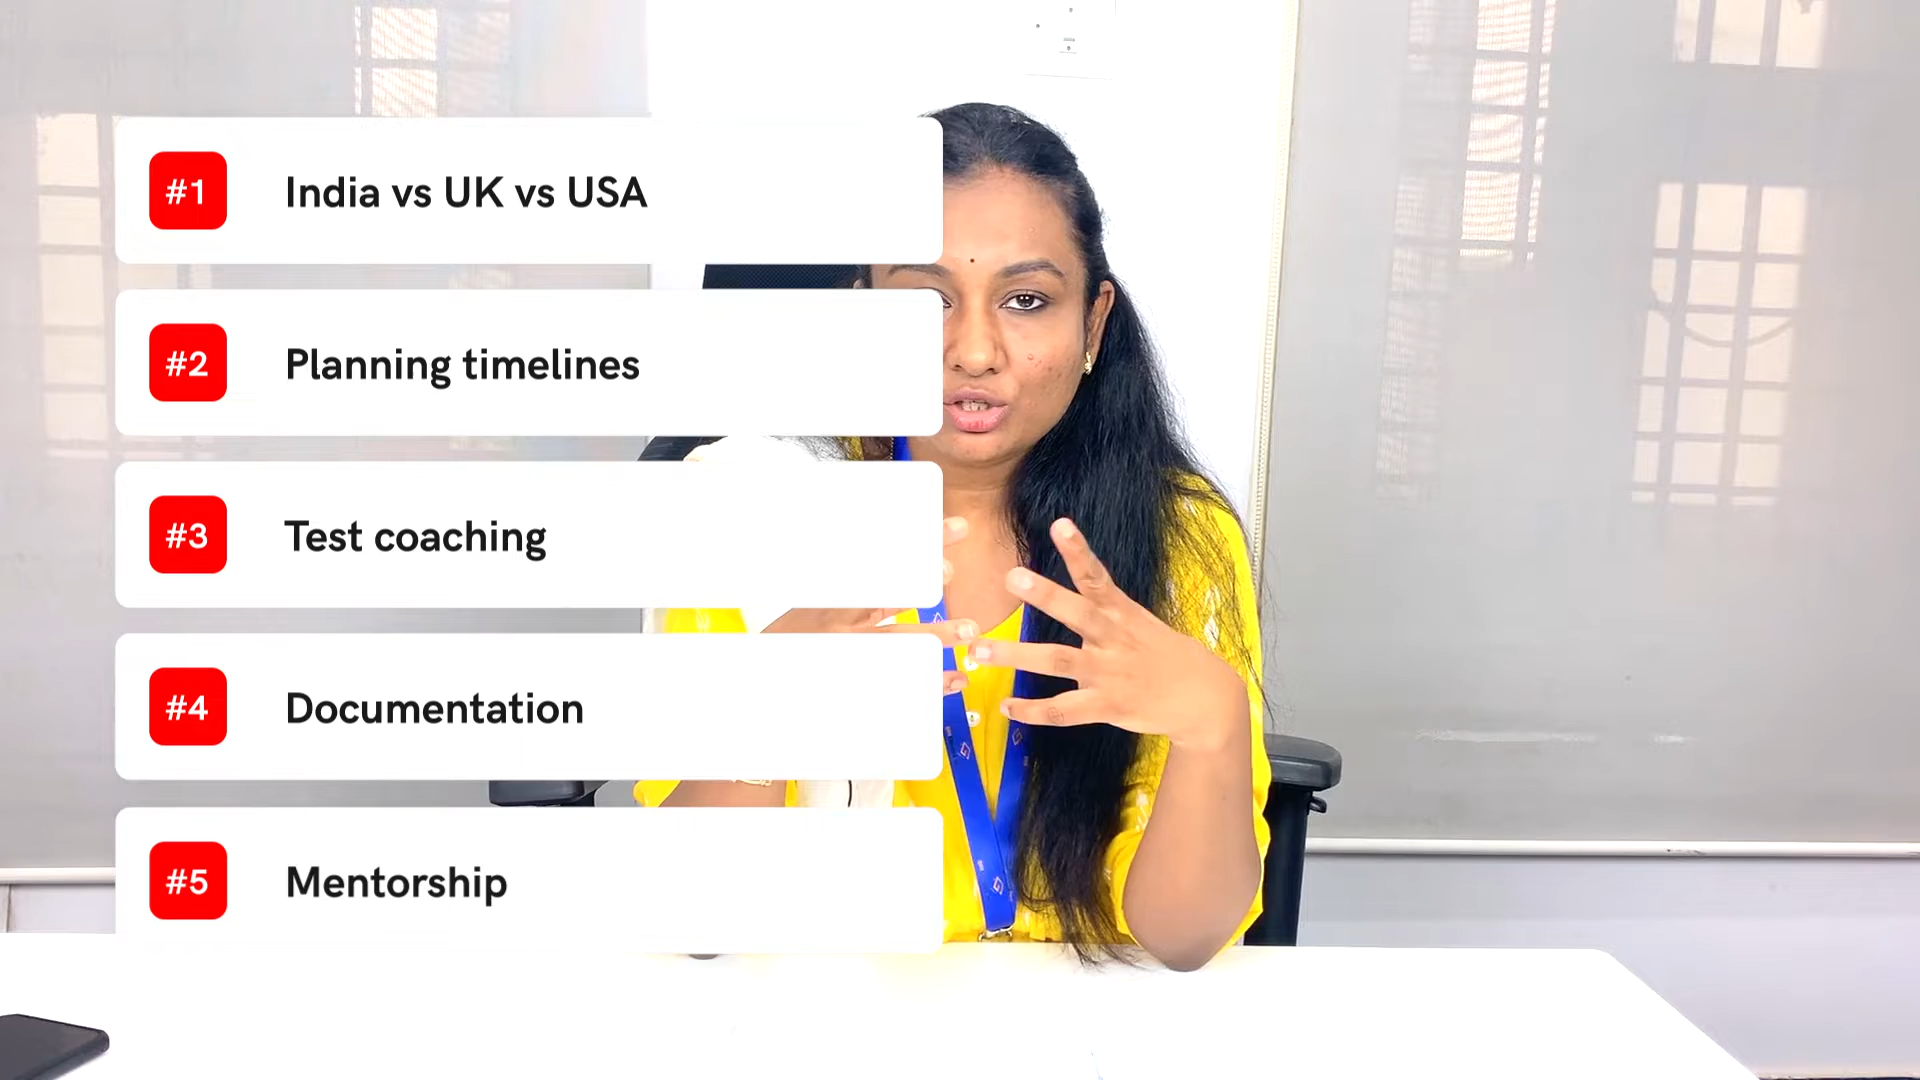 #1 India vs UK vs USA
#2 Planning timelines
#3 Test coaching
#4 Documentation
#5 Mentorship